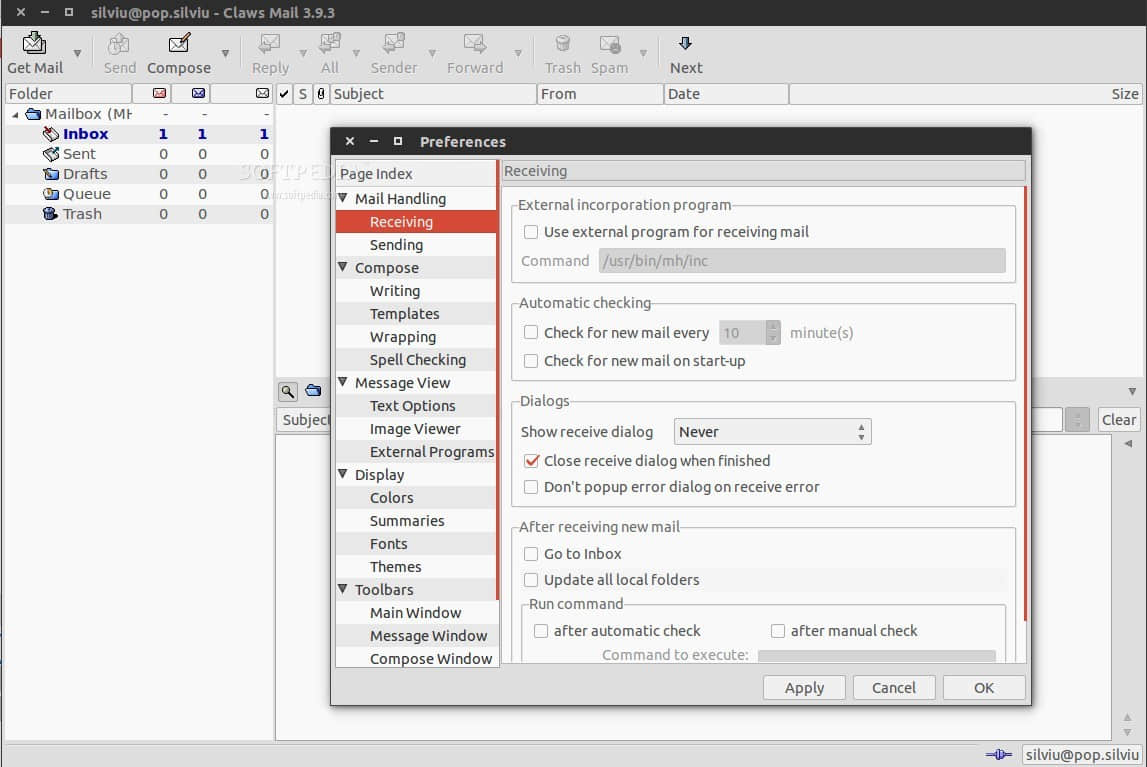 silviu@pop.silviu - Claws Mail 3.9.3
Get Mail Send Compose Reply All Sender Forward Trash Spam Next
Folder S Subject From Date Size
Mailbox (MH - - -
Inbox 1 1 1
Sent 0 0 0
Drafts 0 0 0
Queue 0 0 0
Trash 0 0 0
SOFTPEDIA
www.softpedia.com
Subject
Clear
Preferences
Page Index
Mail Handling
Receiving
Sending
Compose
Writing
Templates
Wrapping
Spell Checking
Message View
Text Options
Image Viewer
External Programs
Display
Colors
Summaries
Fonts
Themes
Toolbars
Main Window
Message Window
Compose Window
Receiving
External incorporation program
Use external program for receiving mail
Command /usr/bin/mh/inc
Automatic checking
Check for new mail every 10 minute(s)
Check for new mail on start-up
Dialogs
Show receive dialog Never
Close receive dialog when finished
Don't popup error dialog on receive error
After receiving new mail
Go to Inbox
Update all local folders
Run command
after automatic check after manual check
Command to execute:
Apply Cancel OK
silviu@pop.silviu